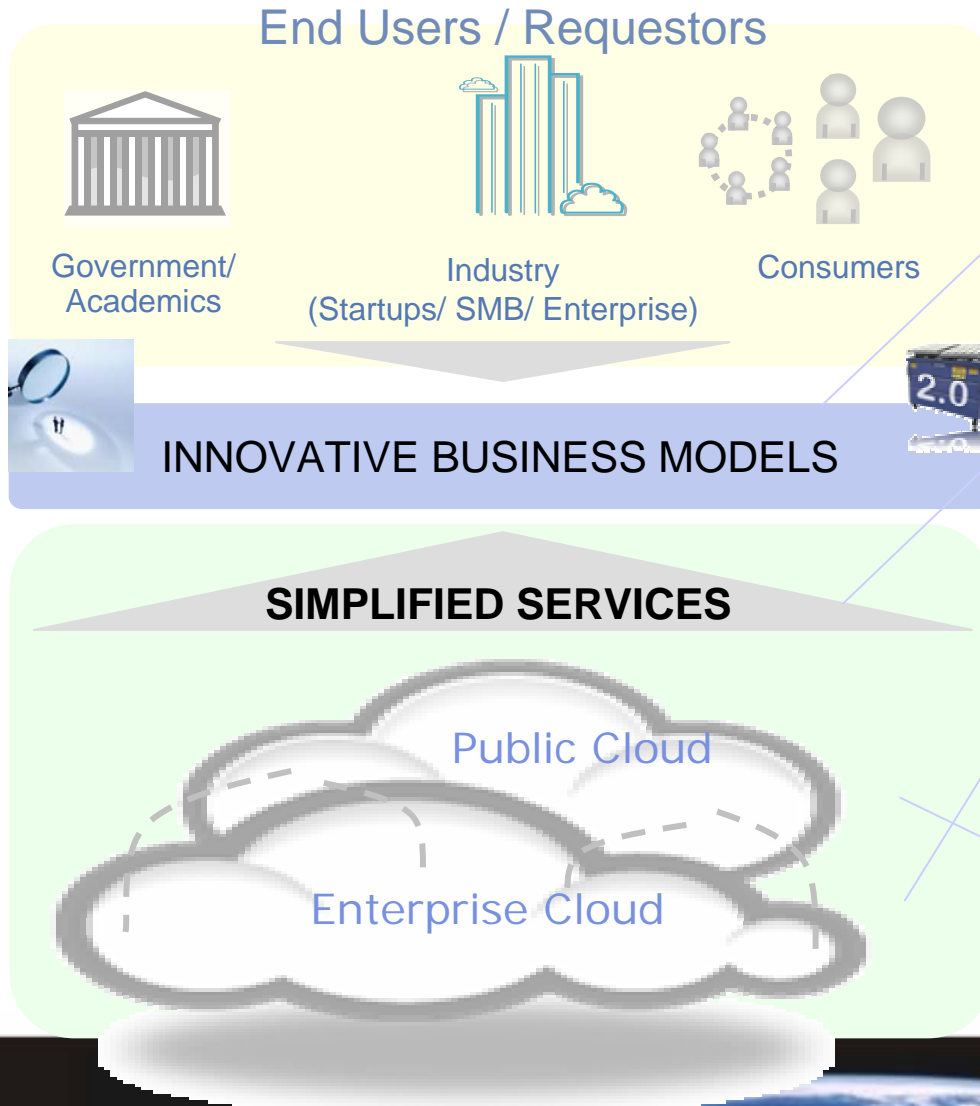 End Users / Requestors
Government/
Academics
Industry
(Startups/ SMB/ Enterprise)
Consumers
2.0
INNOVATIVE BUSINESS MODELS
SIMPLIFIED SERVICES
Public Cloud
Enterprise Cloud